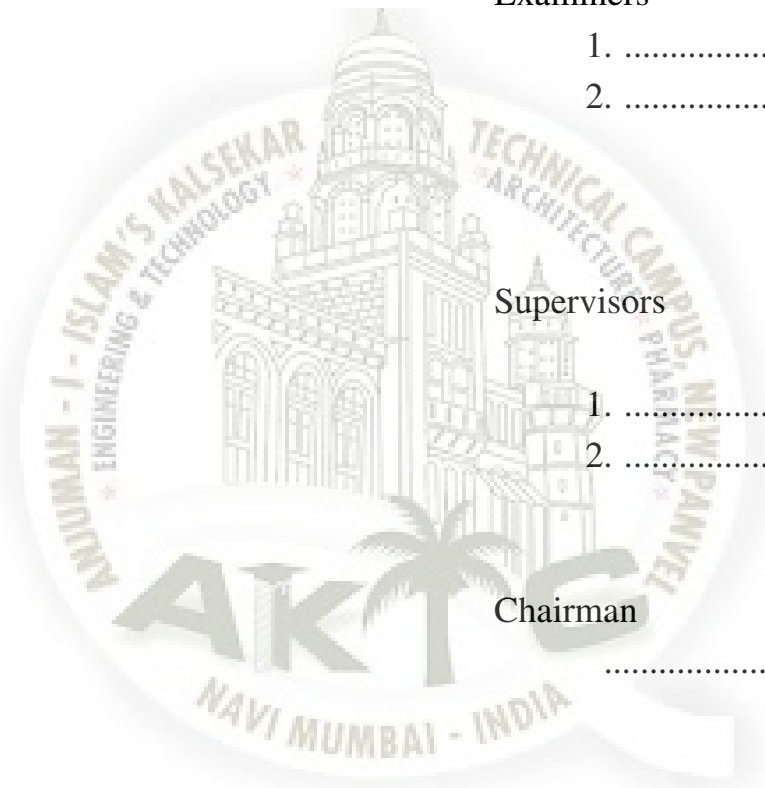 Examiners
1. .................
2. .................
Supervisors
1. .................
2. .................
Chairman
.................
ANJUMAN - I - ISLAM'S KALSEKAR TECHNICAL CAMPUS, NEW PANVEL
ENGINEERING & TECHNOLOGY * ARCHITECTURE * PHARMACY
AKTC
NAVI MUMBAI - INDIA